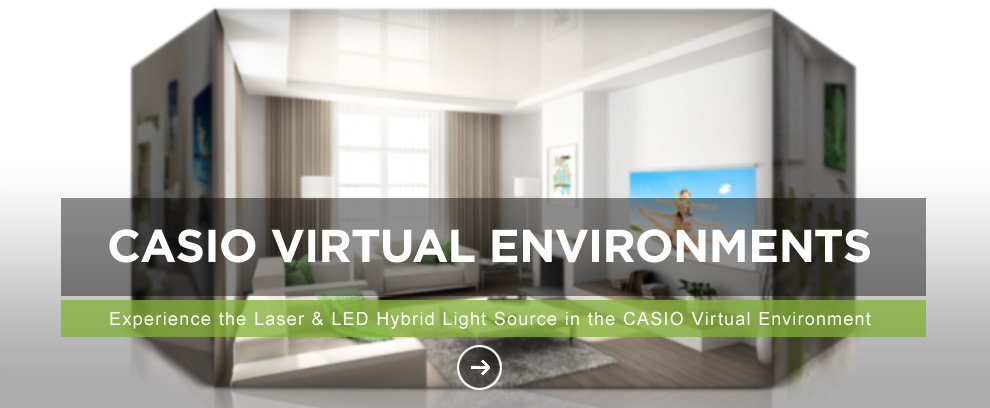 CASIO VIRTUAL ENVIRONMENTS
Experience the Laser & LED Hybrid Light Source in the CASIO Virtual Environment